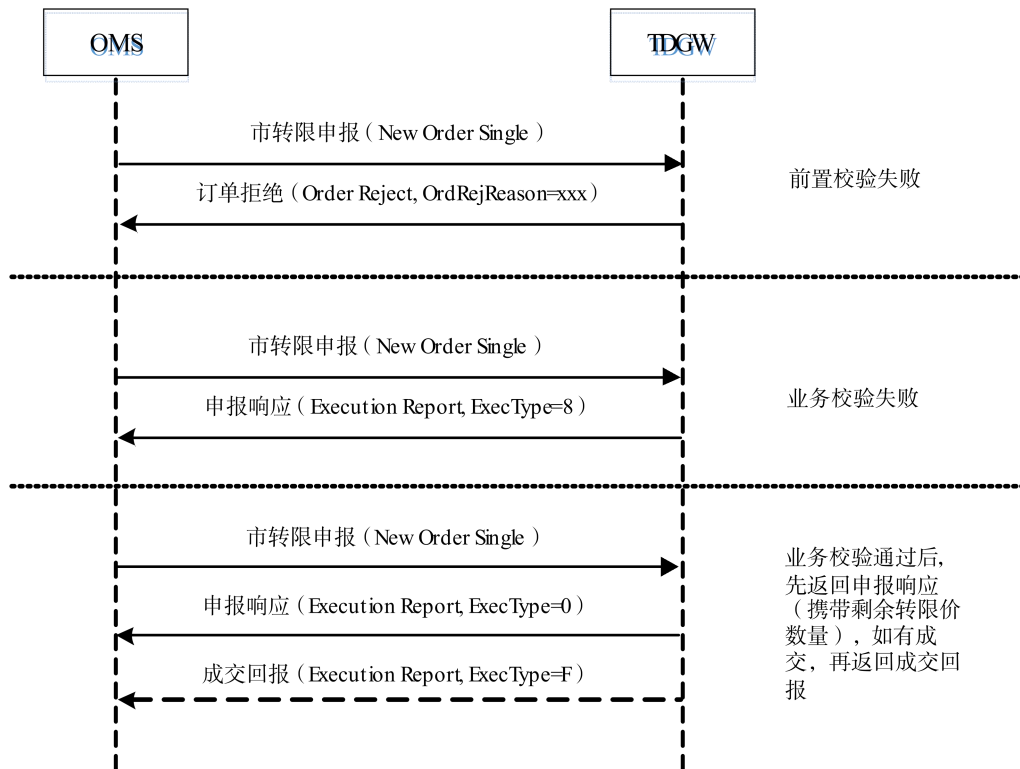 OMS
TDGW
市转限申报（New Order Single）
订单拒绝（Order Reject, OrdRejReason=xxx）
前置校验失败
市转限申报（New Order Single）
申报响应（Execution Report, ExecType=8）
业务校验失败
市转限申报（New Order Single）
申报响应（Execution Report, ExecType=0）
成交回报（Execution Report, ExecType=F）
业务校验通过后,
先返回申报响应
（携带剩余转限价
数量），如有成
交，再返回成交回
报